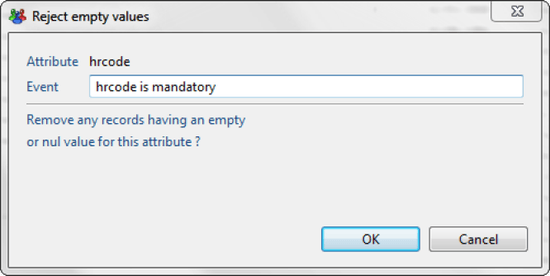 Reject empty values
Attribute hrcode
Event hrcode is mandatory
Remove any records having an empty
or nul value for this attribute ?
OK Cancel